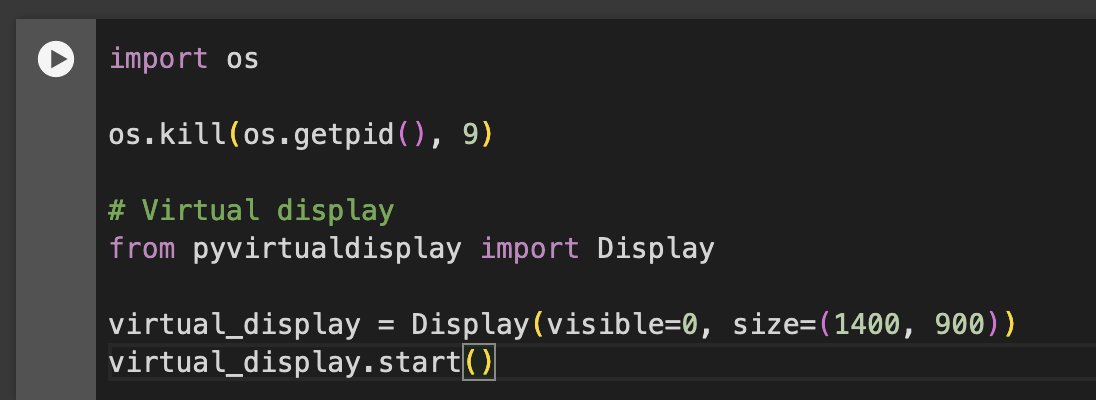 import os
os.kill(os.getpid(), 9)
# Virtual display
from pyvirtualdisplay import Display
virtual_display = Display(visible=0, size=(1400, 900))
virtual_display.start()